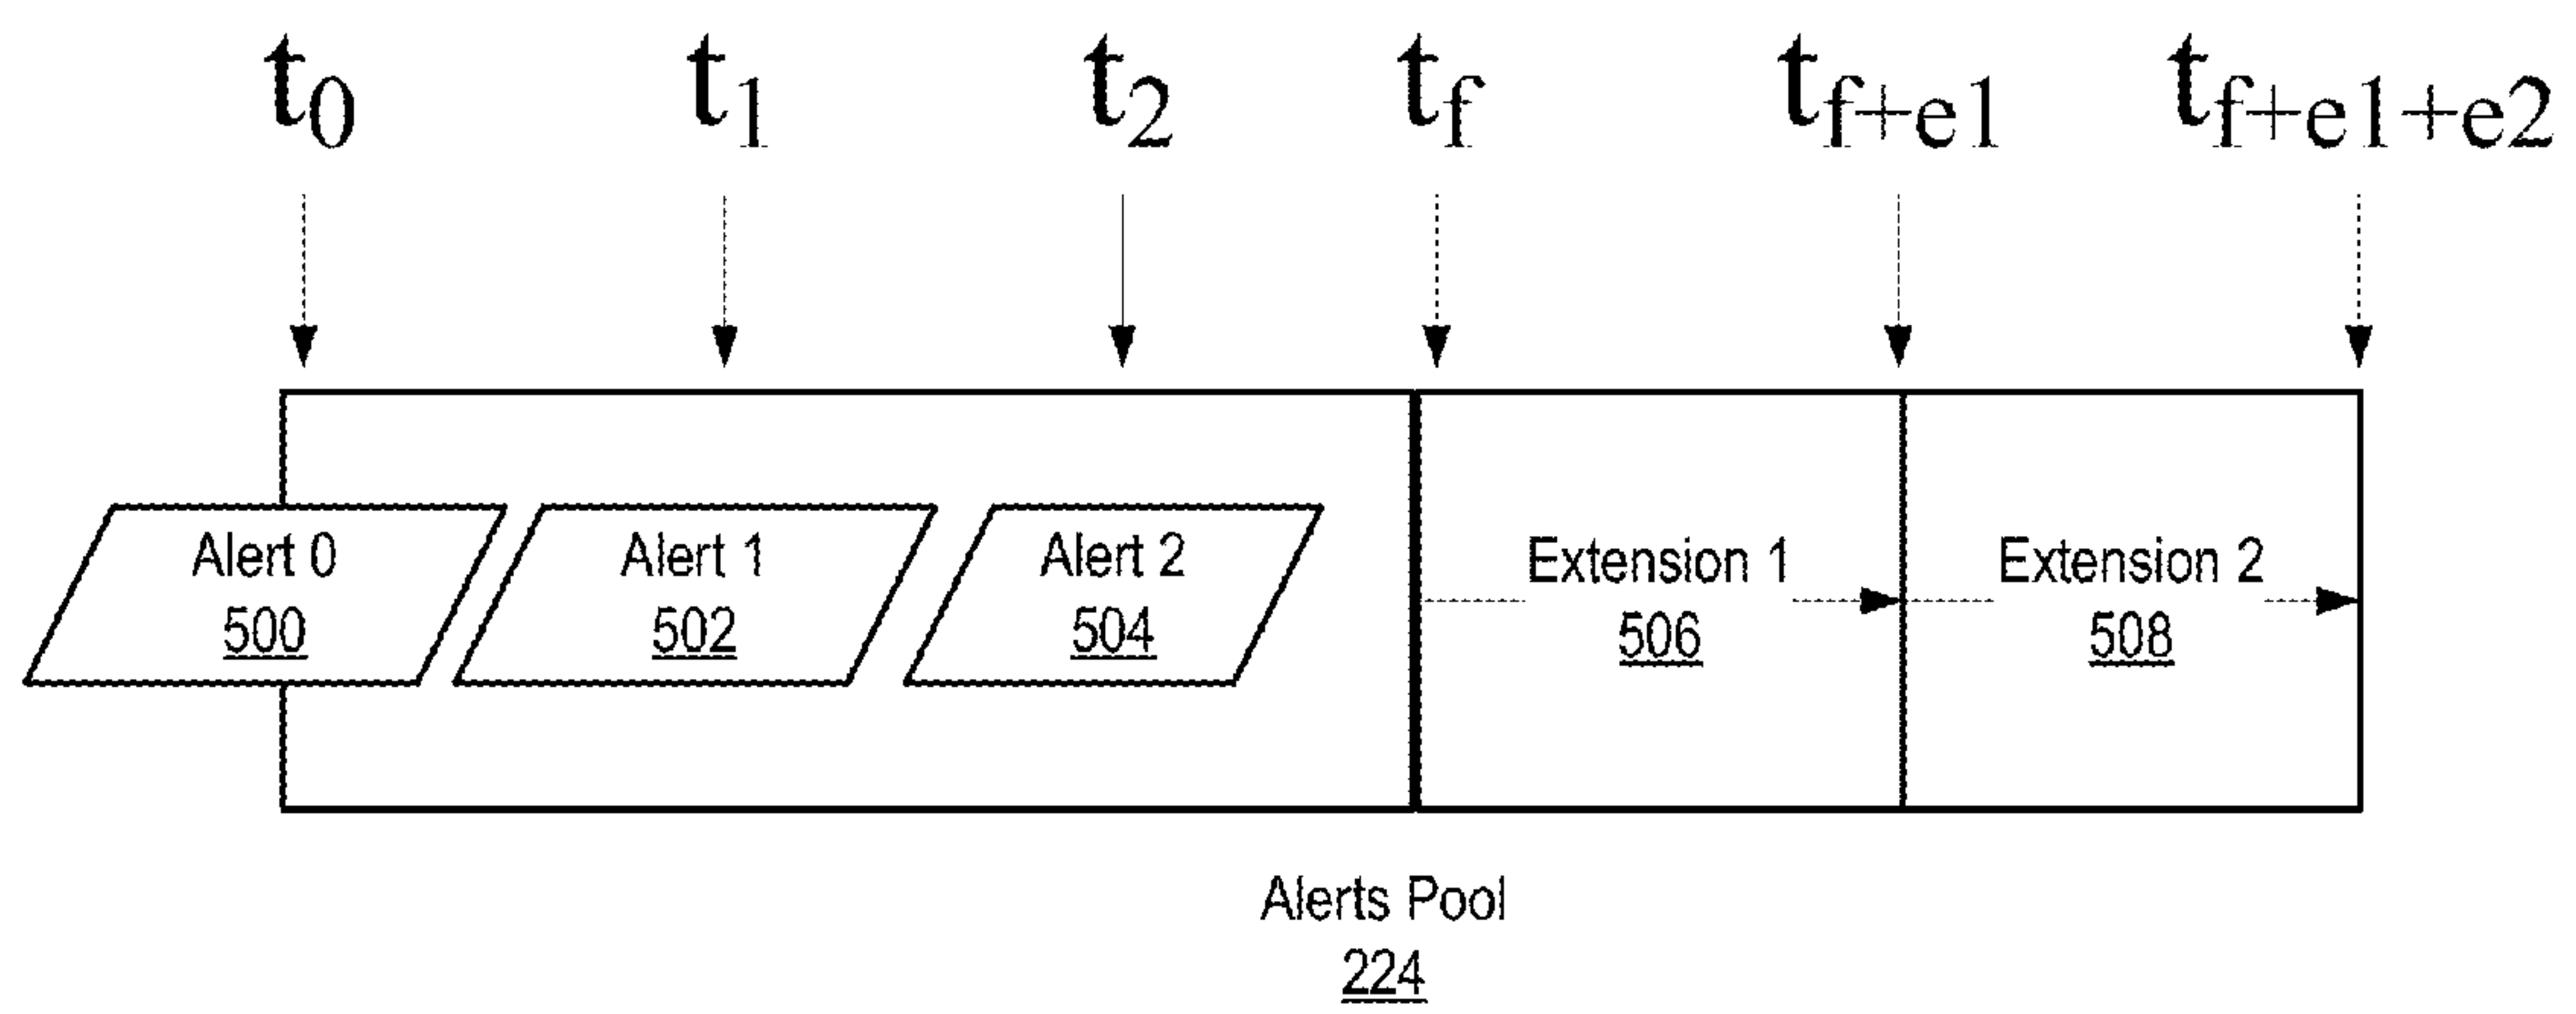 t0 t1 t2 tf tf+e1 tf+e1+e2
Alert 0 Alert 1 Alert 2 Extension 1 Extension 2
500 502 504 506 508
Alerts Pool
224